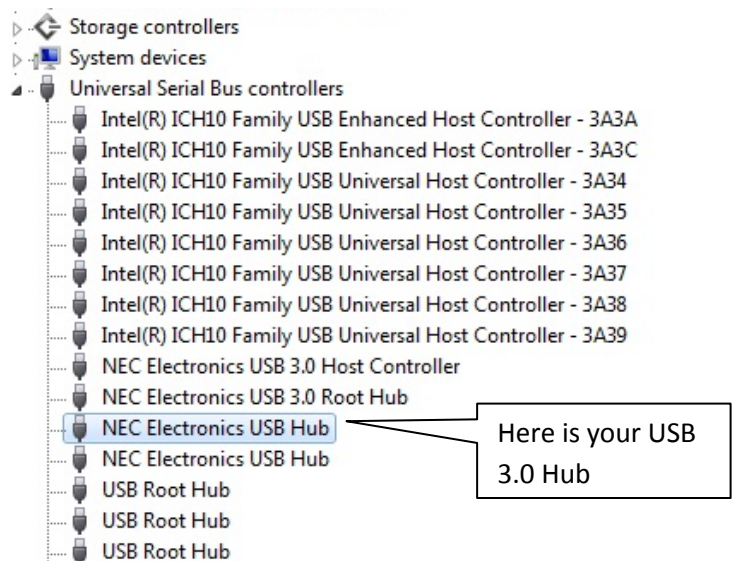 Storage controllers
System devices
Universal Serial Bus controllers
Intel(R) ICH10 Family USB Enhanced Host Controller - 3A3A
Intel(R) ICH10 Family USB Enhanced Host Controller - 3A3C
Intel(R) ICH10 Family USB Universal Host Controller - 3A34
Intel(R) ICH10 Family USB Universal Host Controller - 3A35
Intel(R) ICH10 Family USB Universal Host Controller - 3A36
Intel(R) ICH10 Family USB Universal Host Controller - 3A37
Intel(R) ICH10 Family USB Universal Host Controller - 3A38
Intel(R) ICH10 Family USB Universal Host Controller - 3A39
NEC Electronics USB 3.0 Host Controller
NEC Electronics USB 3.0 Root Hub
NEC Electronics USB Hub
NEC Electronics USB Hub
USB Root Hub
USB Root Hub
USB Root Hub
Here is your USB
3.0 Hub